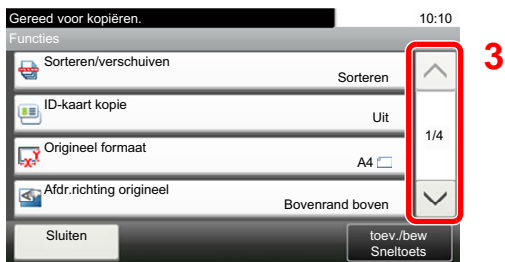 Gereed voor kopiëren. 10:10
Functies
3
Sorteren/verschuiven
Sorteren
ID-kaart kopie
Uit
1/4
Origineel formaat
A4
Afdr.richting origineel
Bovenrand boven
Sluiten
toev./bew
Sneltoets